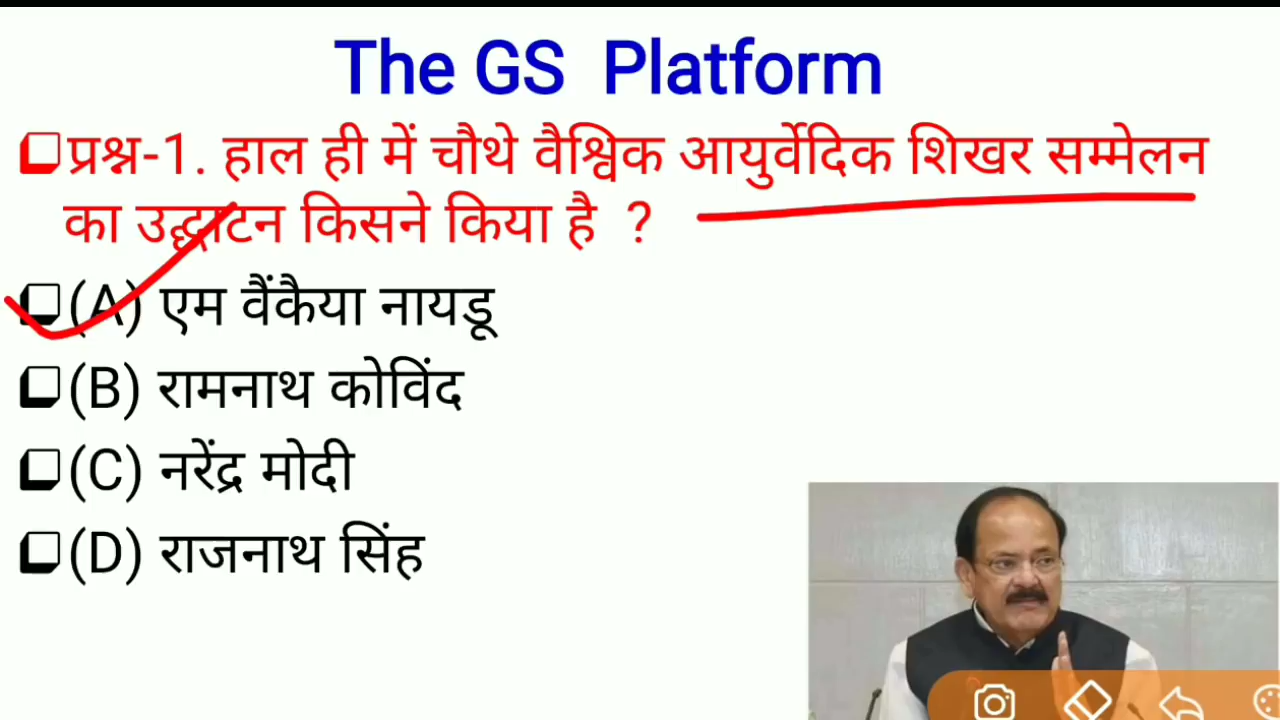 The GS Platform
प्रश्न-1. हाल ही में चौथे वैश्विक आयुर्वेदिक शिखर सम्मेलन
का उद्घाटन किसने किया है ?
(A) एम वैंकैया नायडू
(B) रामनाथ कोविंद
(C) नरेंद्र मोदी
(D) राजनाथ सिंह